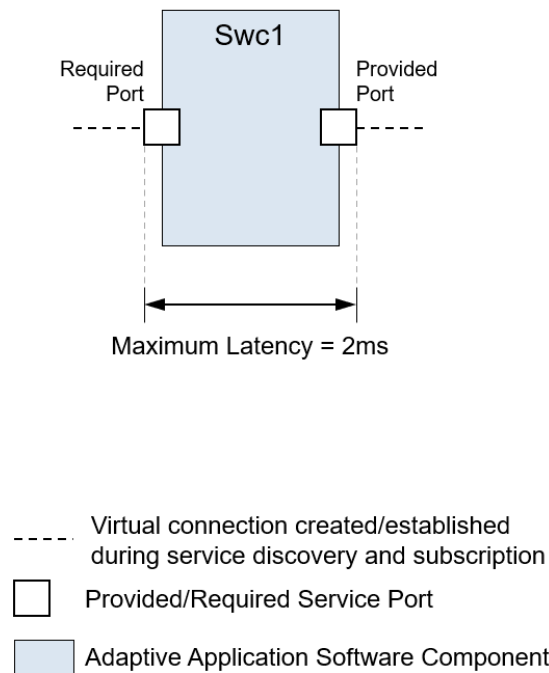 Swc1
Required
Port
Provided
Port
Maximum Latency = 2ms
Virtual connection created/established
during service discovery and subscription
Provided/Required Service Port
Adaptive Application Software Component